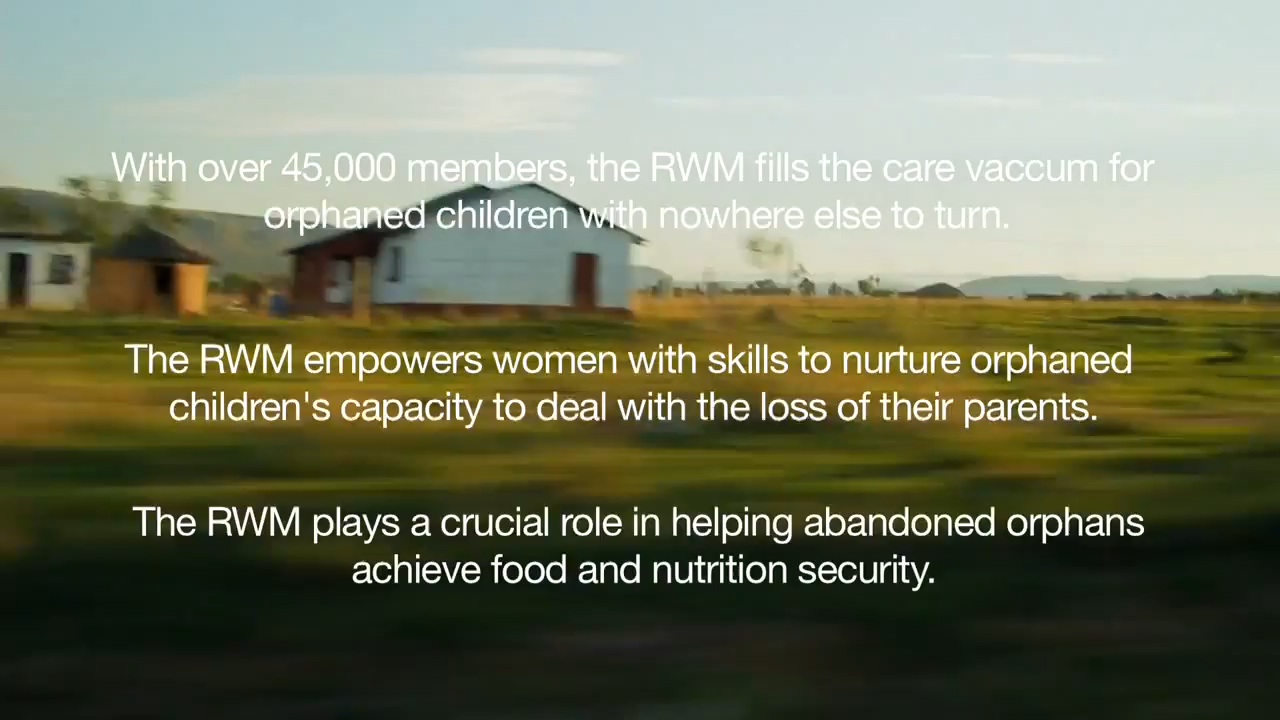 With over 45,000 members, the RWM fills the care vaccum for
orphaned children with nowhere else to turn.
The RWM empowers women with skills to nurture orphaned
children's capacity to deal with the loss of their parents.
The RWM plays a crucial role in helping abandoned orphans
achieve food and nutrition security.